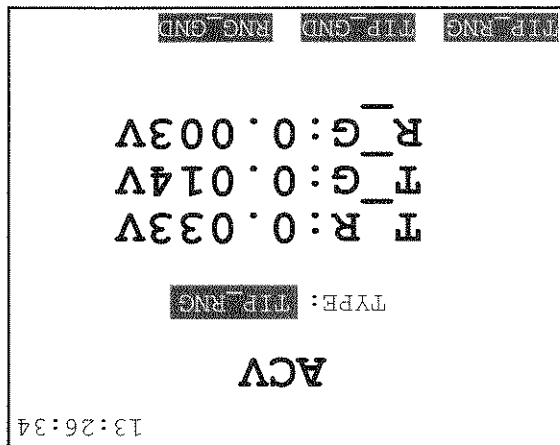 13:26:34
ACV
TYPE: TIP_RNG
T_R:0.033V
T_G:0.014V
R_G:0.003V
TIP_RNG TIP_GND RNG_GND